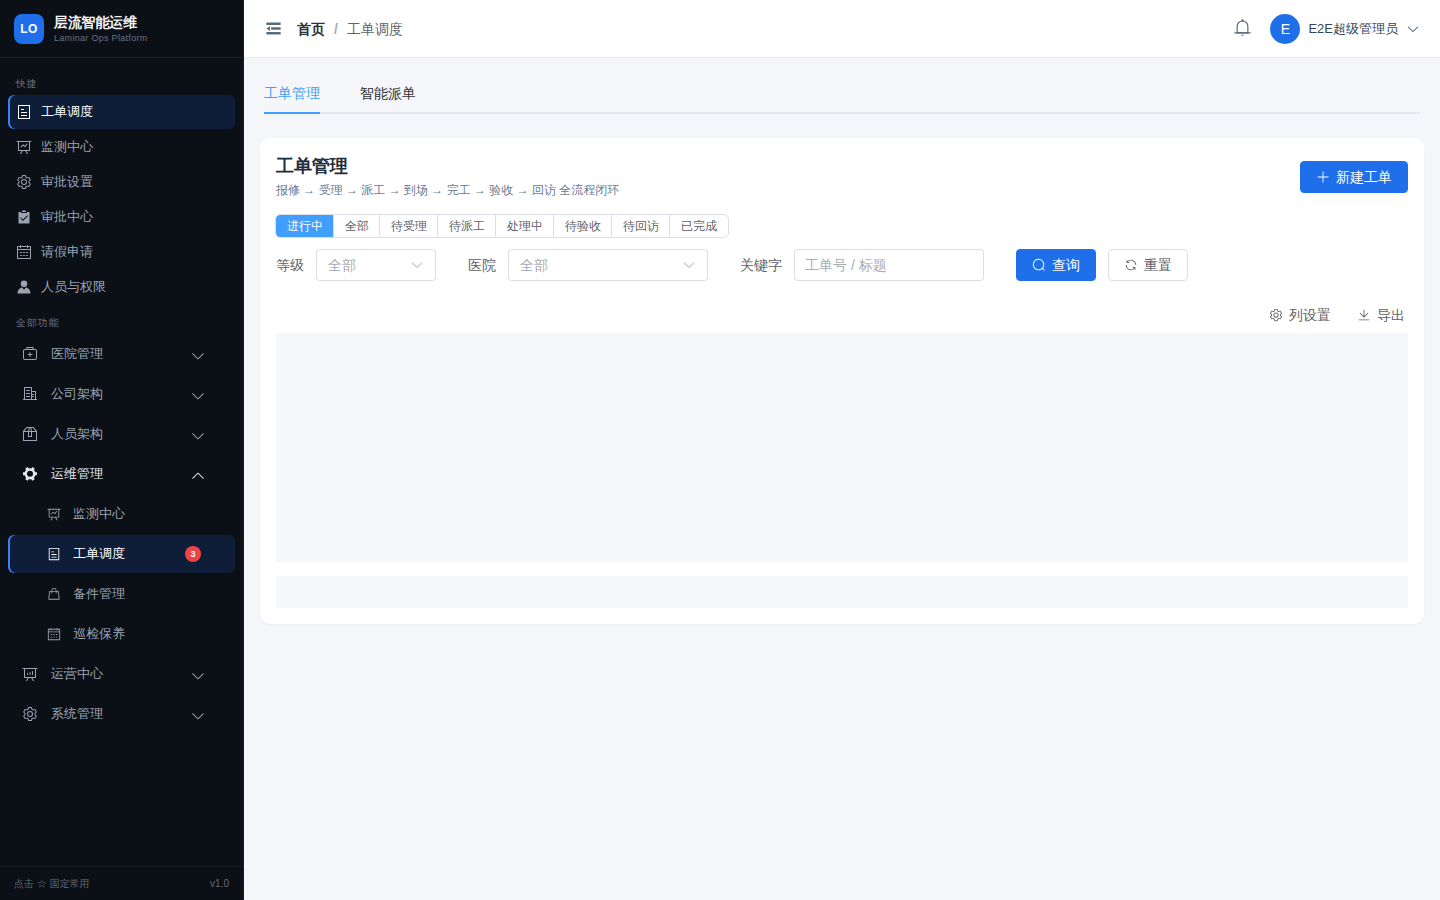 LO
层流智能运维
Laminar Ops Platform
快捷
工单调度
监测中心
审批设置
审批中心
请假申请
人员与权限
全部功能
医院管理
公司架构
人员架构
运维管理
监测中心
工单调度 3
备件管理
巡检保养
运营中心
系统管理
点击 ☆ 固定常用 v1.0
首页 / 工单调度
E E2E超级管理员
工单管理 智能派单
工单管理
报修 → 受理 → 派工 → 到场 → 完工 → 验收 → 回访 全流程闭环
新建工单
进行中 全部 待受理 待派工 处理中 待验收 待回访 已完成
等级 全部 医院 全部 关键字 工单号 / 标题 查询 重置
列设置 导出